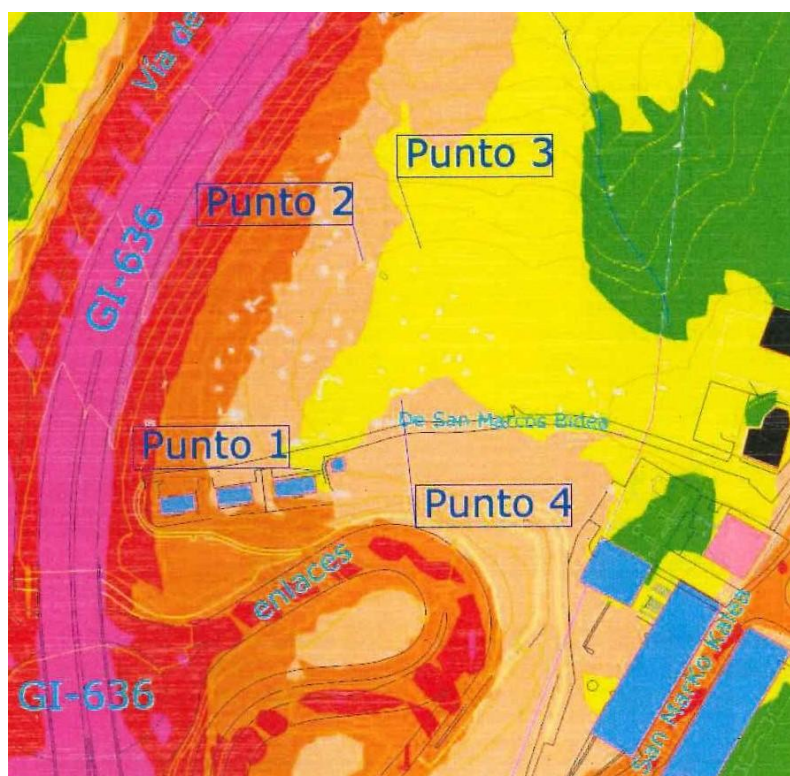 Vía de
Punto 3
Punto 2
GI-636
De San Marcos Bidea
Punto 1
Punto 4
enlaces
San Marko Kalea
GI-636